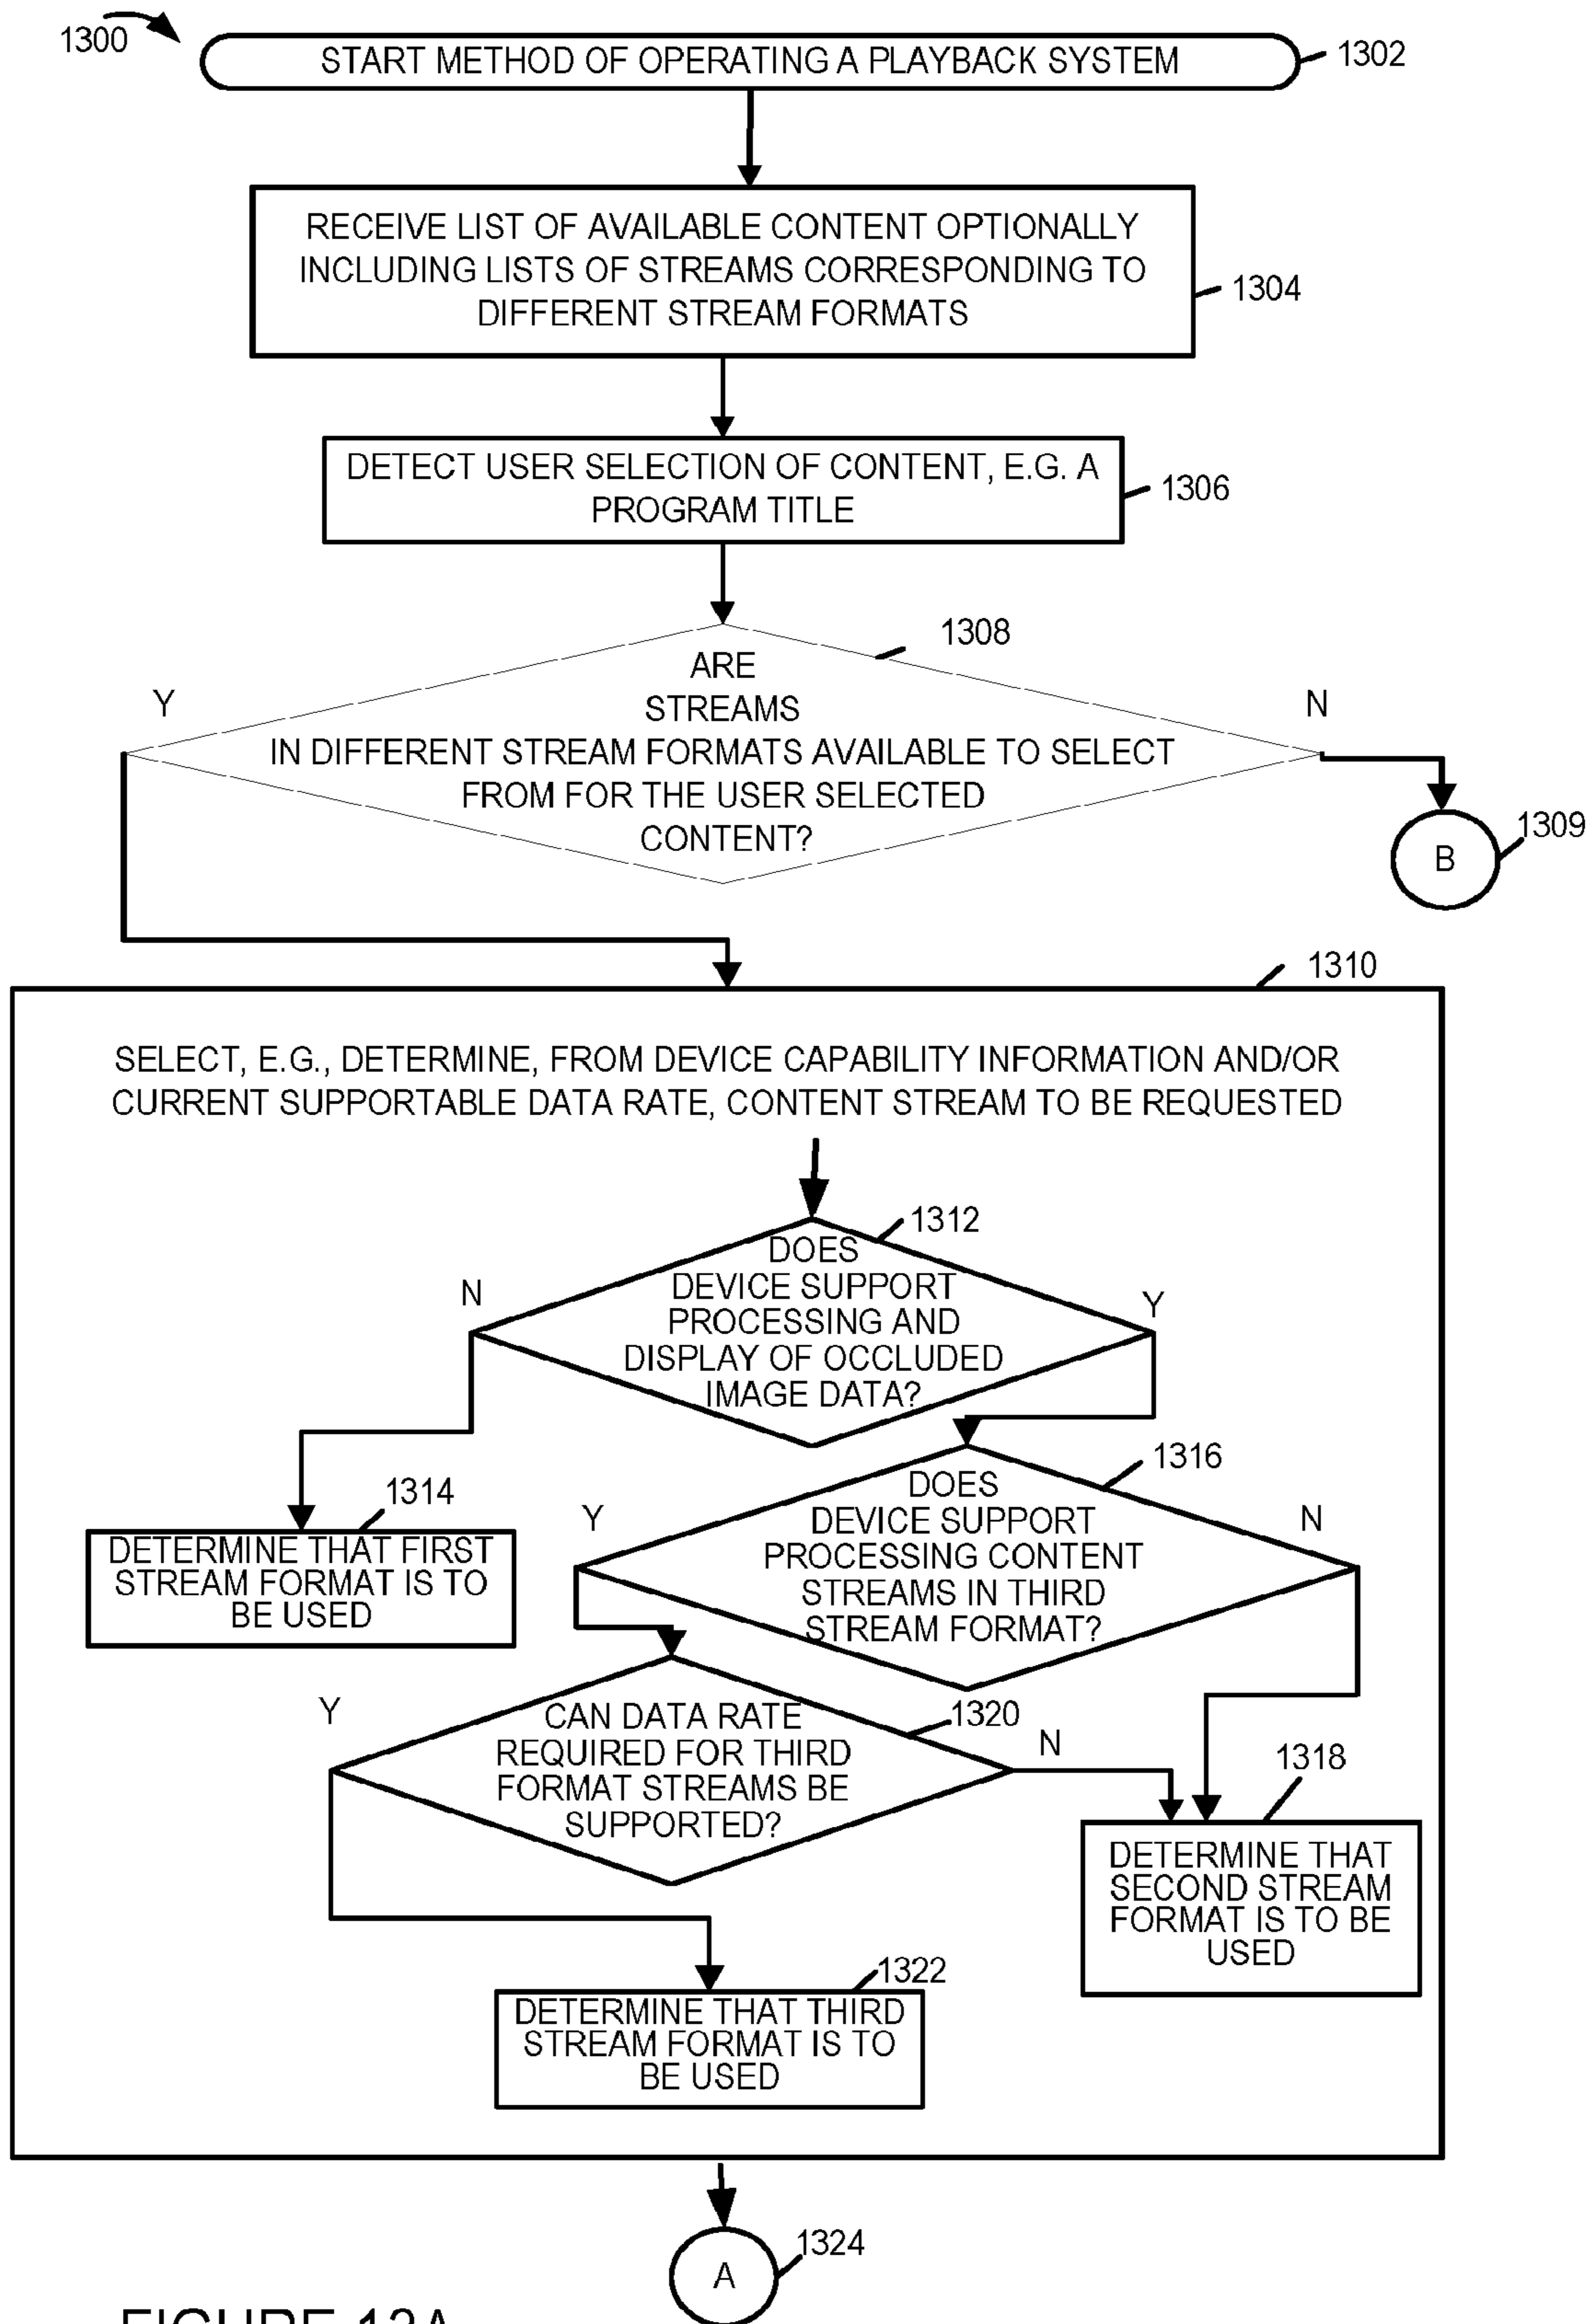 1300
START METHOD OF OPERATING A PLAYBACK SYSTEM
1302
RECEIVE LIST OF AVAILABLE CONTENT OPTIONALLY
INCLUDING LISTS OF STREAMS CORRESPONDING TO
DIFFERENT STREAM FORMATS
1304
DETECT USER SELECTION OF CONTENT, E.G. A
PROGRAM TITLE
1306
1308
ARE
STREAMS
IN DIFFERENT STREAM FORMATS AVAILABLE TO SELECT
FROM FOR THE USER SELECTED
CONTENT?
Y
N
1309
B
1310
SELECT, E.G., DETERMINE, FROM DEVICE CAPABILITY INFORMATION AND/OR
CURRENT SUPPORTABLE DATA RATE, CONTENT STREAM TO BE REQUESTED
1312
DOES
DEVICE SUPPORT
PROCESSING AND
DISPLAY OF OCCLUDED
IMAGE DATA?
N
Y
1314
DETERMINE THAT FIRST
STREAM FORMAT IS TO
BE USED
1316
DOES
DEVICE SUPPORT
PROCESSING CONTENT
STREAMS IN THIRD
STREAM FORMAT?
Y
N
1320
CAN DATA RATE
REQUIRED FOR THIRD
FORMAT STREAMS BE
SUPPORTED?
Y
N
1318
DETERMINE THAT
SECOND STREAM
FORMAT IS TO BE
USED
1322
DETERMINE THAT THIRD
STREAM FORMAT IS TO
BE USED
1324
A
FIGURE 13A